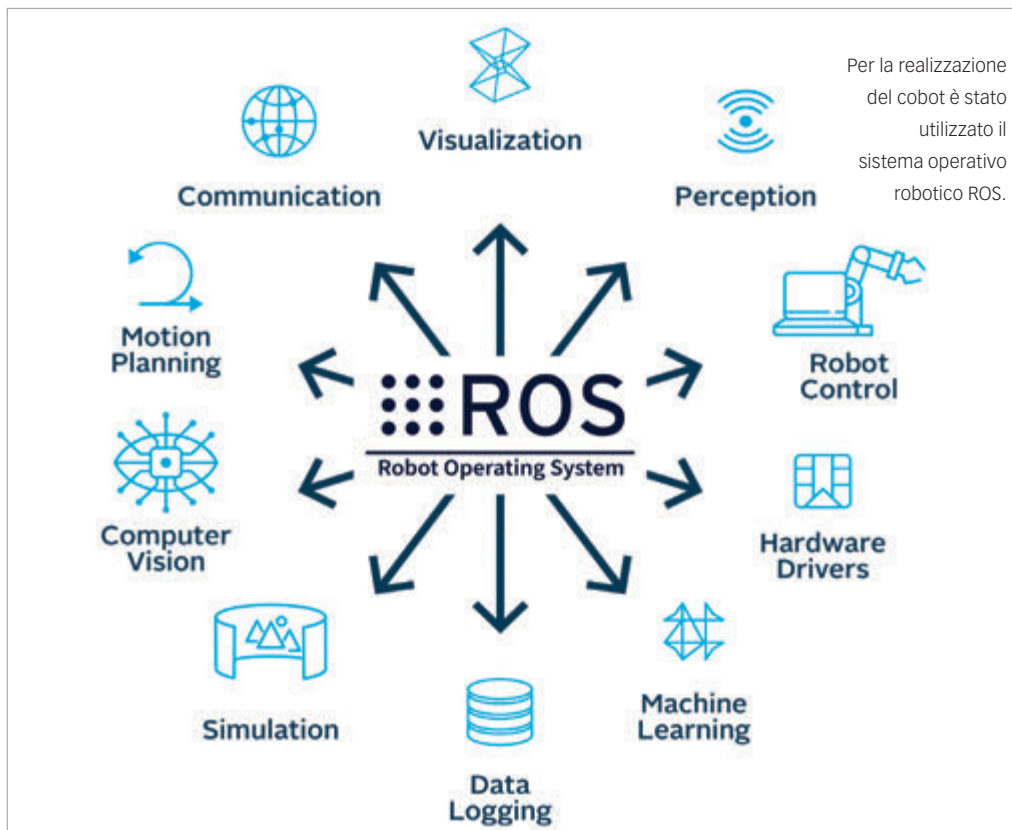 Per la realizzazione
del cobot è stato
utilizzato il
sistema operativo
robotico ROS.
Visualization
Communication
Perception
Motion
Planning
Robot
Control
ROS
Robot Operating System
Computer
Vision
Hardware
Drivers
Simulation
Machine
Learning
Data
Logging